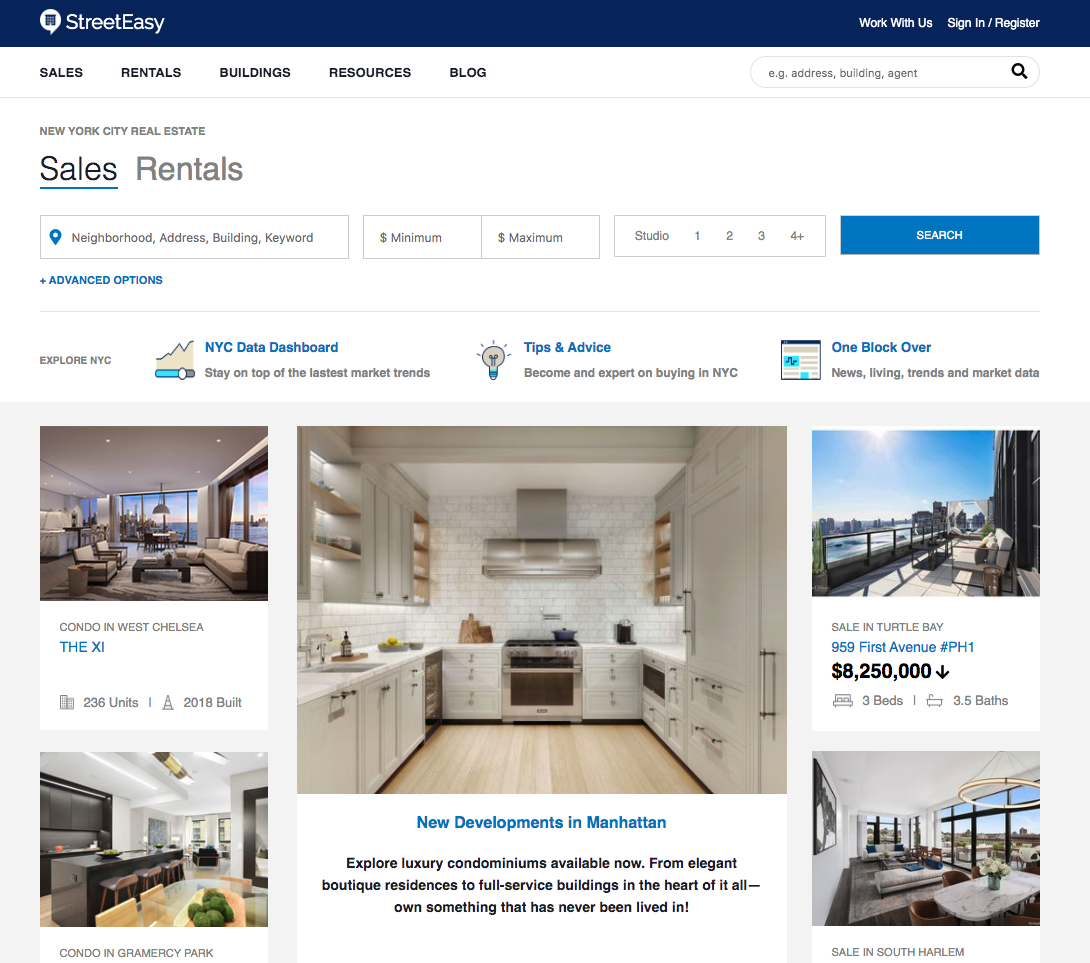 StreetEasy
Work With Us Sign In / Register
SALES RENTALS BUILDINGS RESOURCES BLOG
e.g. address, building, agent
NEW YORK CITY REAL ESTATE
Sales Rentals
Neighborhood, Address, Building, Keyword
$ Minimum $ Maximum
Studio 1 2 3 4+
SEARCH
+ ADVANCED OPTIONS
EXPLORE NYC
NYC Data Dashboard
Stay on top of the lastest market trends
Tips & Advice
Become and expert on buying in NYC
One Block Over
News, living, trends and market data
CONDO IN WEST CHELSEA
THE XI
236 Units | 2018 Built
CONDO IN GRAMERCY PARK
New Developments in Manhattan
Explore luxury condominiums available now. From elegant
boutique residences to full-service buildings in the heart of it all—
own something that has never been lived in!
SALE IN TURTLE BAY
959 First Avenue #PH1
$8,250,000↓
3 Beds | 3.5 Baths
SALE IN SOUTH HARLEM